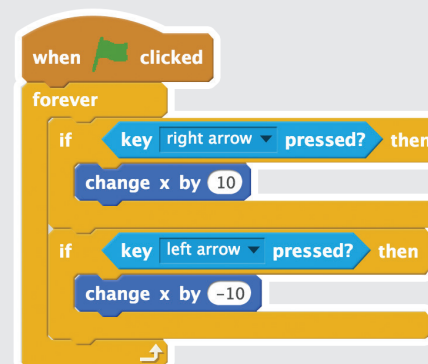 when clicked
forever
if key right arrow pressed? then
change x by 10
if key left arrow pressed? then
change x by -10